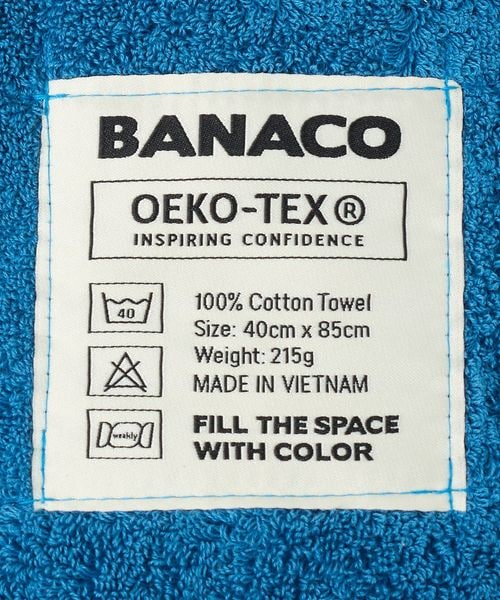 BANACO
OEKO-TEX®
INSPIRING CONFIDENCE
40
100% Cotton Towel
Size: 40cm x 85cm
Weight: 215g
MADE IN VIETNAM
weakly
FILL THE SPACE
WITH COLOR